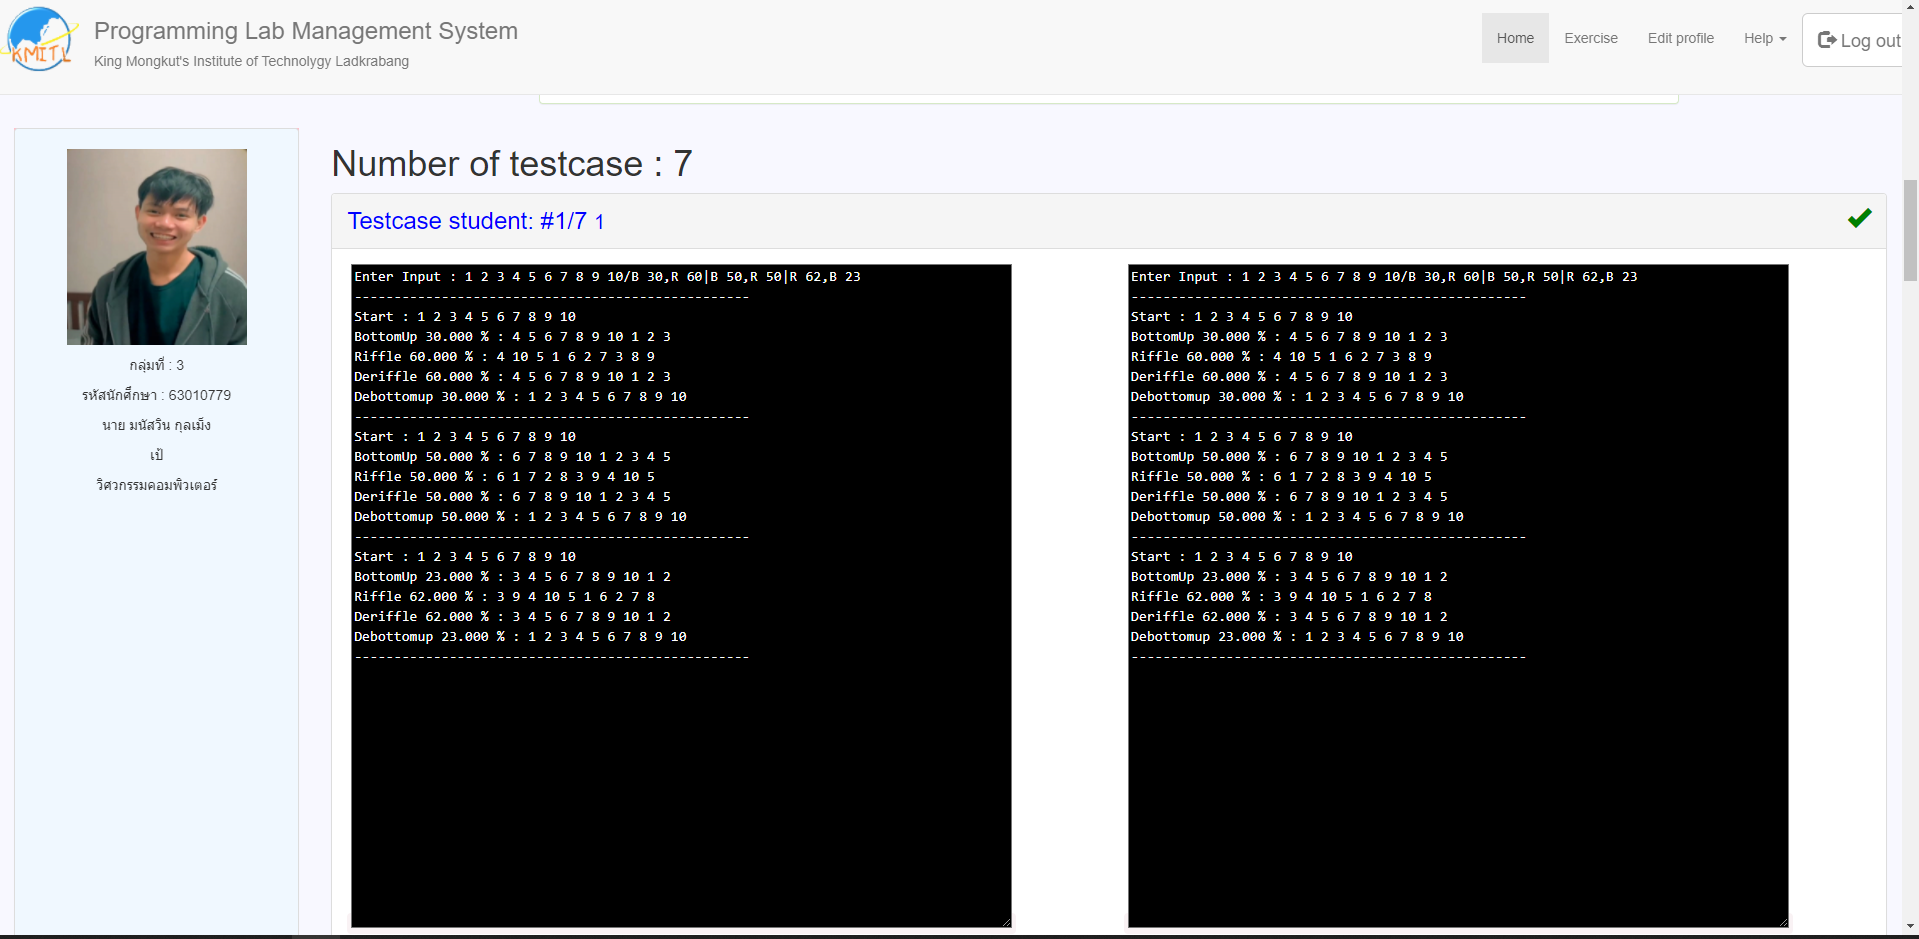 KMITL
Programming Lab Management System
King Mongkut's Institute of Technolygy Ladkrabang
Home
Exercise
Edit profile
Help
Log out
กลุ่มที่ : 3
รหัสนักศึกษา : 63010779
นาย มนัสวิน กุลเม็ง
เป้
วิศวกรรมคอมพิวเตอร์
Number of testcase : 7
Testcase student: #1/7 1
Enter Input : 1 2 3 4 5 6 7 8 9 10/B 30,R 60|B 50,R 50|R 62,B 23
--------------------------------------------------
Start : 1 2 3 4 5 6 7 8 9 10
BottomUp 30.000 % : 4 5 6 7 8 9 10 1 2 3
Riffle 60.000 % : 4 10 5 1 6 2 7 3 8 9
Deriffle 60.000 % : 4 5 6 7 8 9 10 1 2 3
Debottomup 30.000 % : 1 2 3 4 5 6 7 8 9 10
--------------------------------------------------
Start : 1 2 3 4 5 6 7 8 9 10
BottomUp 50.000 % : 6 7 8 9 10 1 2 3 4 5
Riffle 50.000 % : 6 1 7 2 8 3 9 4 10 5
Deriffle 50.000 % : 6 7 8 9 10 1 2 3 4 5
Debottomup 50.000 % : 1 2 3 4 5 6 7 8 9 10
--------------------------------------------------
Start : 1 2 3 4 5 6 7 8 9 10
BottomUp 23.000 % : 3 4 5 6 7 8 9 10 1 2
Riffle 62.000 % : 3 9 4 10 5 1 6 2 7 8
Deriffle 62.000 % : 3 4 5 6 7 8 9 10 1 2
Debottomup 23.000 % : 1 2 3 4 5 6 7 8 9 10
--------------------------------------------------
Enter Input : 1 2 3 4 5 6 7 8 9 10/B 30,R 60|B 50,R 50|R 62,B 23
--------------------------------------------------
Start : 1 2 3 4 5 6 7 8 9 10
BottomUp 30.000 % : 4 5 6 7 8 9 10 1 2 3
Riffle 60.000 % : 4 10 5 1 6 2 7 3 8 9
Deriffle 60.000 % : 4 5 6 7 8 9 10 1 2 3
Debottomup 30.000 % : 1 2 3 4 5 6 7 8 9 10
--------------------------------------------------
Start : 1 2 3 4 5 6 7 8 9 10
BottomUp 50.000 % : 6 7 8 9 10 1 2 3 4 5
Riffle 50.000 % : 6 1 7 2 8 3 9 4 10 5
Deriffle 50.000 % : 6 7 8 9 10 1 2 3 4 5
Debottomup 50.000 % : 1 2 3 4 5 6 7 8 9 10
--------------------------------------------------
Start : 1 2 3 4 5 6 7 8 9 10
BottomUp 23.000 % : 3 4 5 6 7 8 9 10 1 2
Riffle 62.000 % : 3 9 4 10 5 1 6 2 7 8
Deriffle 62.000 % : 3 4 5 6 7 8 9 10 1 2
Debottomup 23.000 % : 1 2 3 4 5 6 7 8 9 10
--------------------------------------------------